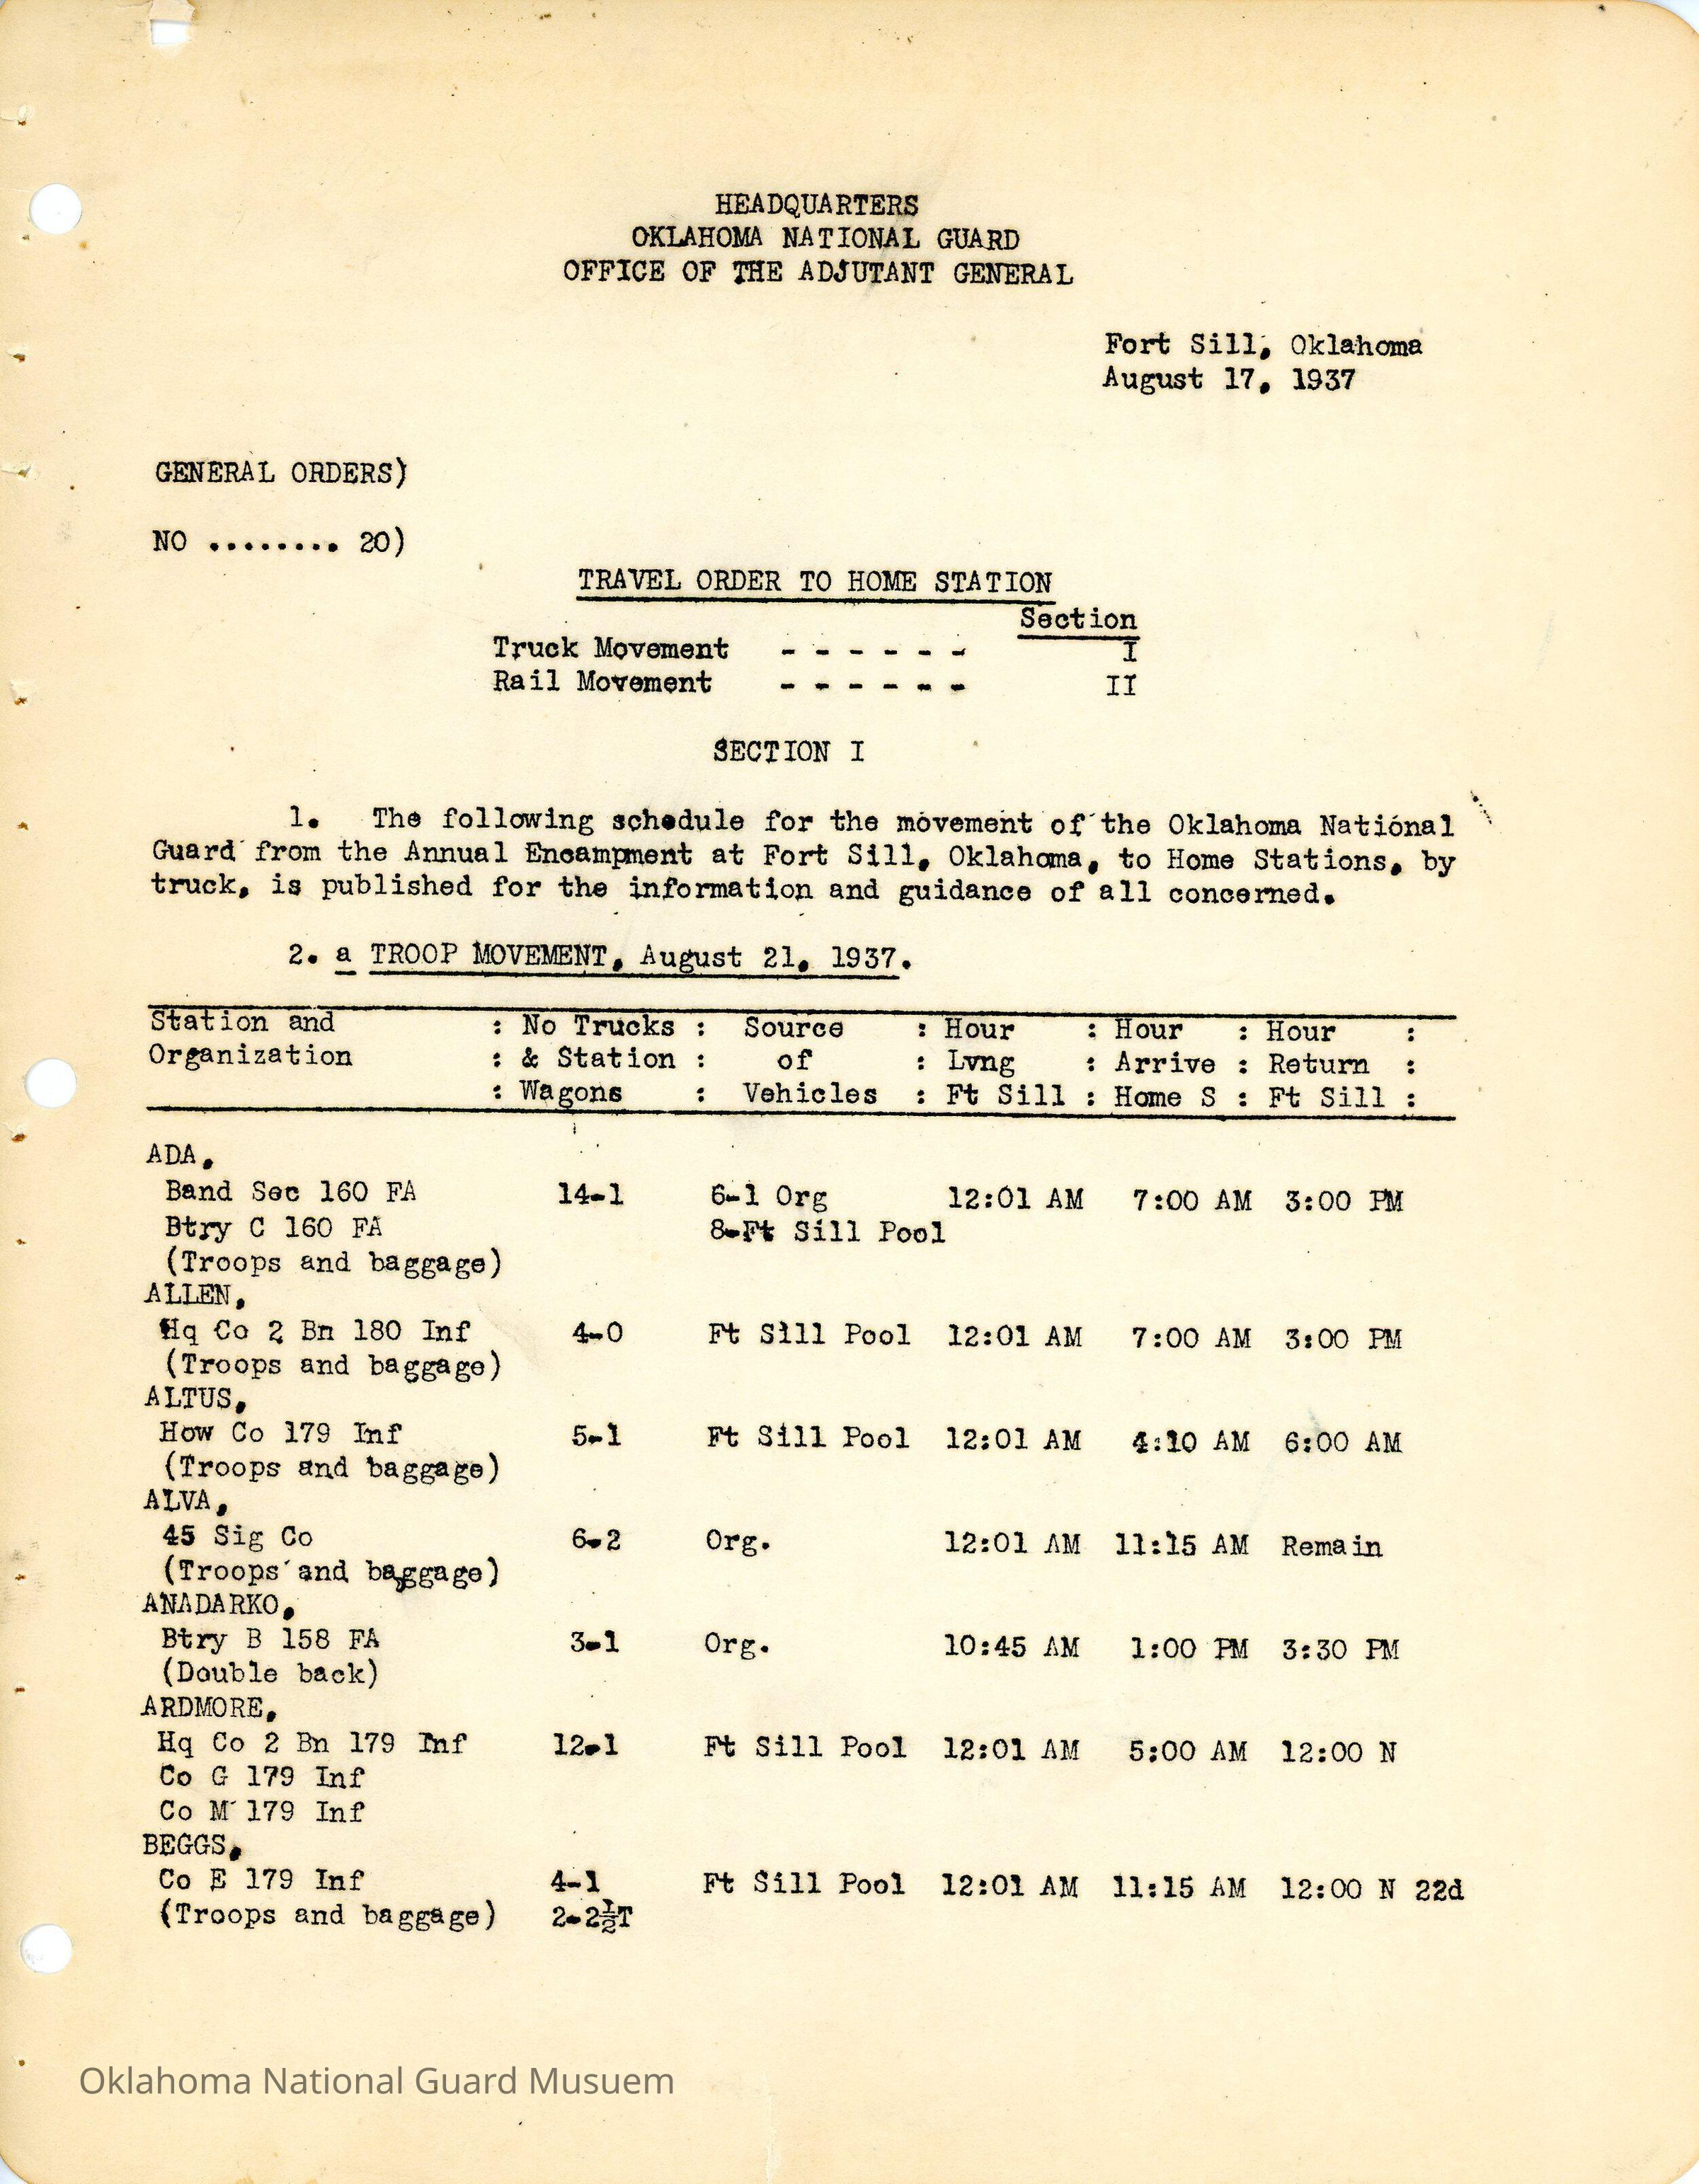 HEADQUARTERS
OKLAHOMA NATIONAL GUARD
OFFICE OF THE ADJUTANT GENERAL
Fort Sill, Oklahoma
August 17, 1937
GENERAL ORDERS)
NO ........ 20)
TRAVEL ORDER TO HOME STATION
Section
Truck Movement - - - - - - I
Rail Movement - - - - - - II
SECTION I
1. The following schedule for the movement of the Oklahoma National
Guard from the Annual Encampment at Fort Sill, Oklahoma, to Home Stations, by
truck, is published for the information and guidance of all concerned.
2. a TROOP MOVEMENT, August 21, 1937.
Station and : No Trucks : Source : Hour : Hour : Hour :
Organization : & Station : of : Lvng : Arrive : Return :
: Wagons : Vehicles : Ft Sill : Home S : Ft Sill :
ADA,
Band Sec 160 FA 14-1 6-1 Org 12:01 AM 7:00 AM 3:00 PM
Btry C 160 FA 8-Ft Sill Pool
(Troops and baggage)
ALLEN,
Hq Co 2 Bn 180 Inf 4-0 Ft Sill Pool 12:01 AM 7:00 AM 3:00 PM
(Troops and baggage)
ALTUS,
How Co 179 Inf 5-1 Ft Sill Pool 12:01 AM 4:10 AM 6:00 AM
(Troops and baggage)
ALVA,
45 Sig Co 6-2 Org. 12:01 AM 11:15 AM Remain
(Troops and baggage)
ANADARKO,
Btry B 158 FA 3-1 Org. 10:45 AM 1:00 PM 3:30 PM
(Double back)
ARDMORE,
Hq Co 2 Bn 179 Inf 12-1 Ft Sill Pool 12:01 AM 5:00 AM 12:00 N
Co G 179 Inf
Co M 179 Inf
BEGGS,
Co E 179 Inf 4-1 Ft Sill Pool 12:01 AM 11:15 AM 12:00 N 22d
(Troops and baggage) 2-2½T
Oklahoma National Guard Musuem